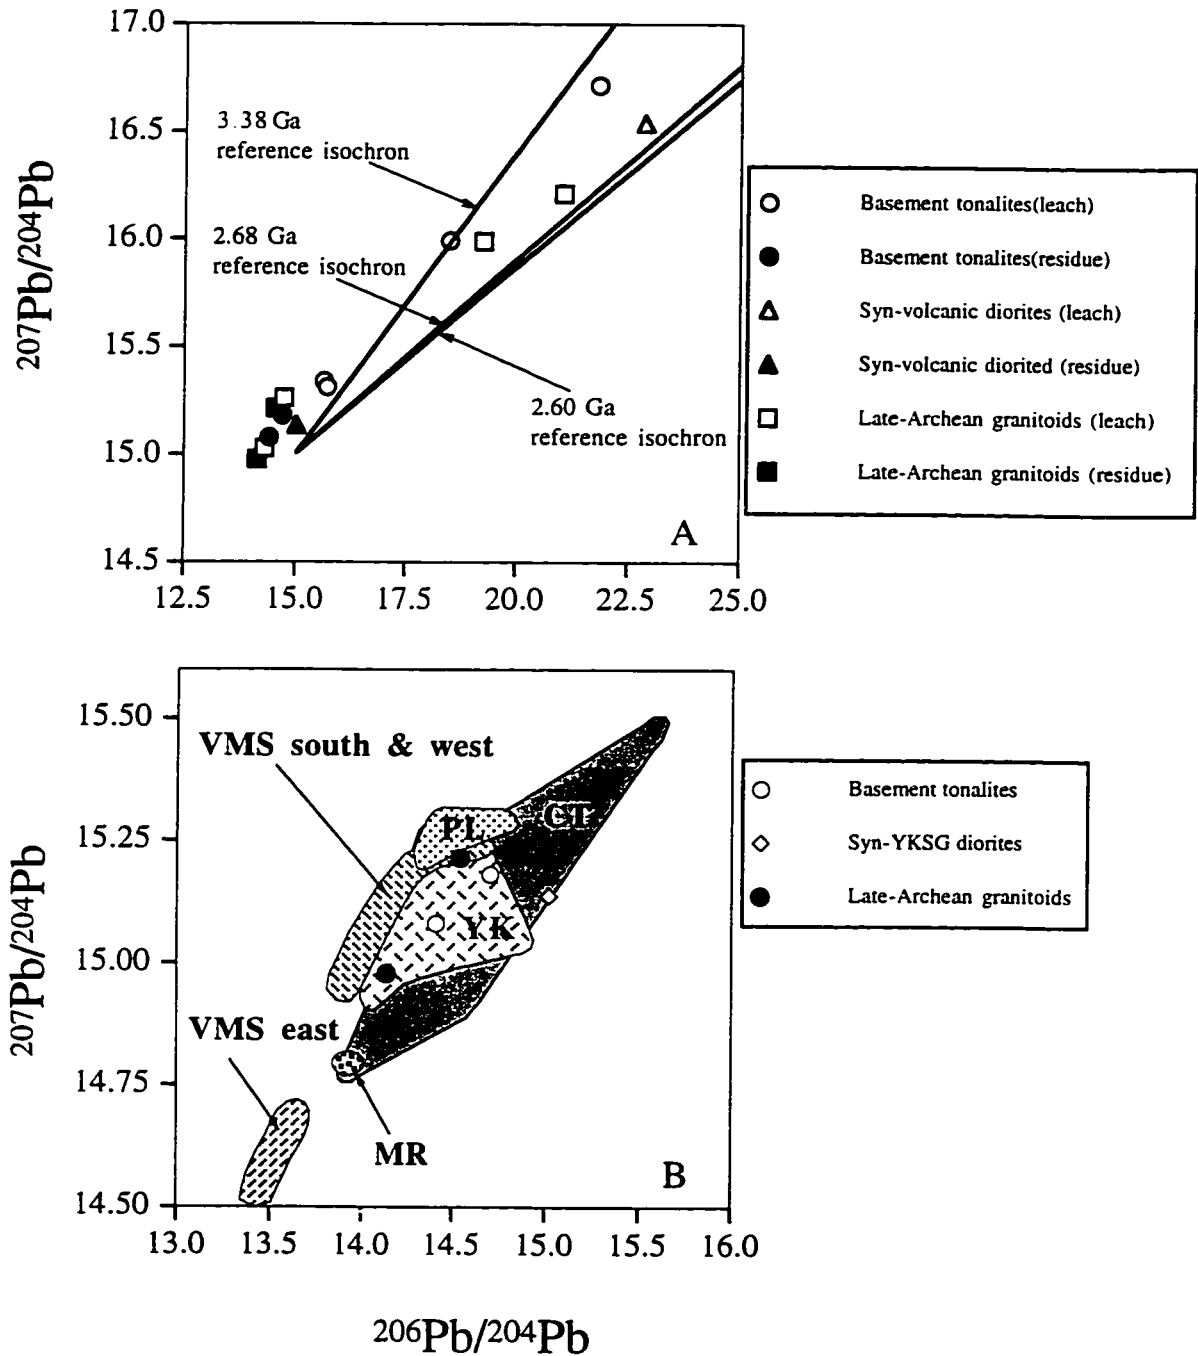 17.0
16.5
16.0
15.5
15.0
14.5
207Pb/204Pb
3.38 Ga
reference isochron
2.68 Ga
reference isochron
2.60 Ga
reference isochron
A
12.5 15.0 17.5 20.0 22.5 25.0
Basement tonalites(leach)
Basement tonalites(residue)
Syn-volcanic diorites (leach)
Syn-volcanic diorited (residue)
Late-Archean granitoids (leach)
Late-Archean granitoids (residue)
15.50
15.25
15.00
14.75
14.50
207Pb/204Pb
VMS south & west
PL
CT
YK
VMS east
MR
B
13.0 13.5 14.0 14.5 15.0 15.5 16.0
206Pb/204Pb
Basement tonalites
Syn-YKSG diorites
Late-Archean granitoids